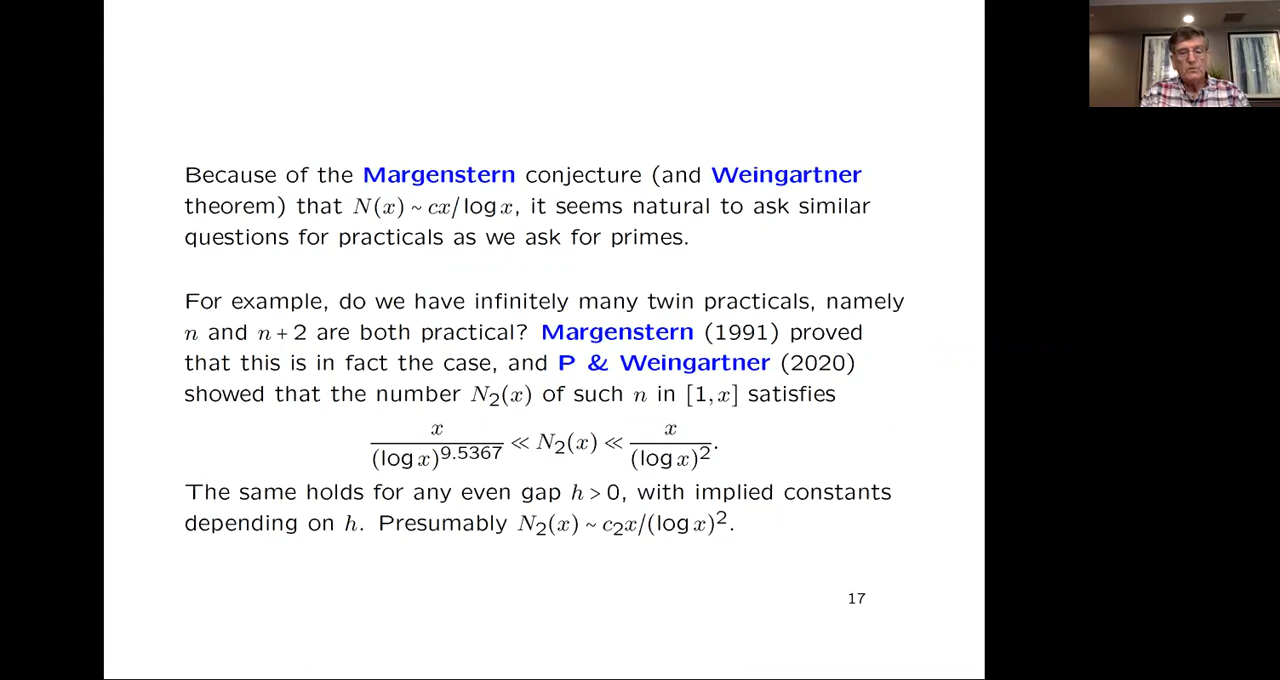 Because of the Margenstern conjecture (and Weingartner
theorem) that N(x) ~ cx/log x, it seems natural to ask similar
questions for practicals as we ask for primes.
For example, do we have infinitely many twin practicals, namely
n and n + 2 are both practical? Margenstern (1991) proved
that this is in fact the case, and P & Weingartner (2020)
showed that the number N₂(x) of such n in [1, x] satisfies
x/(log x)^9.5367 ≪ N₂(x) ≪ x/(log x)².
The same holds for any even gap h > 0, with implied constants
depending on h. Presumably N₂(x) ~ c₂x/(log x)².
17